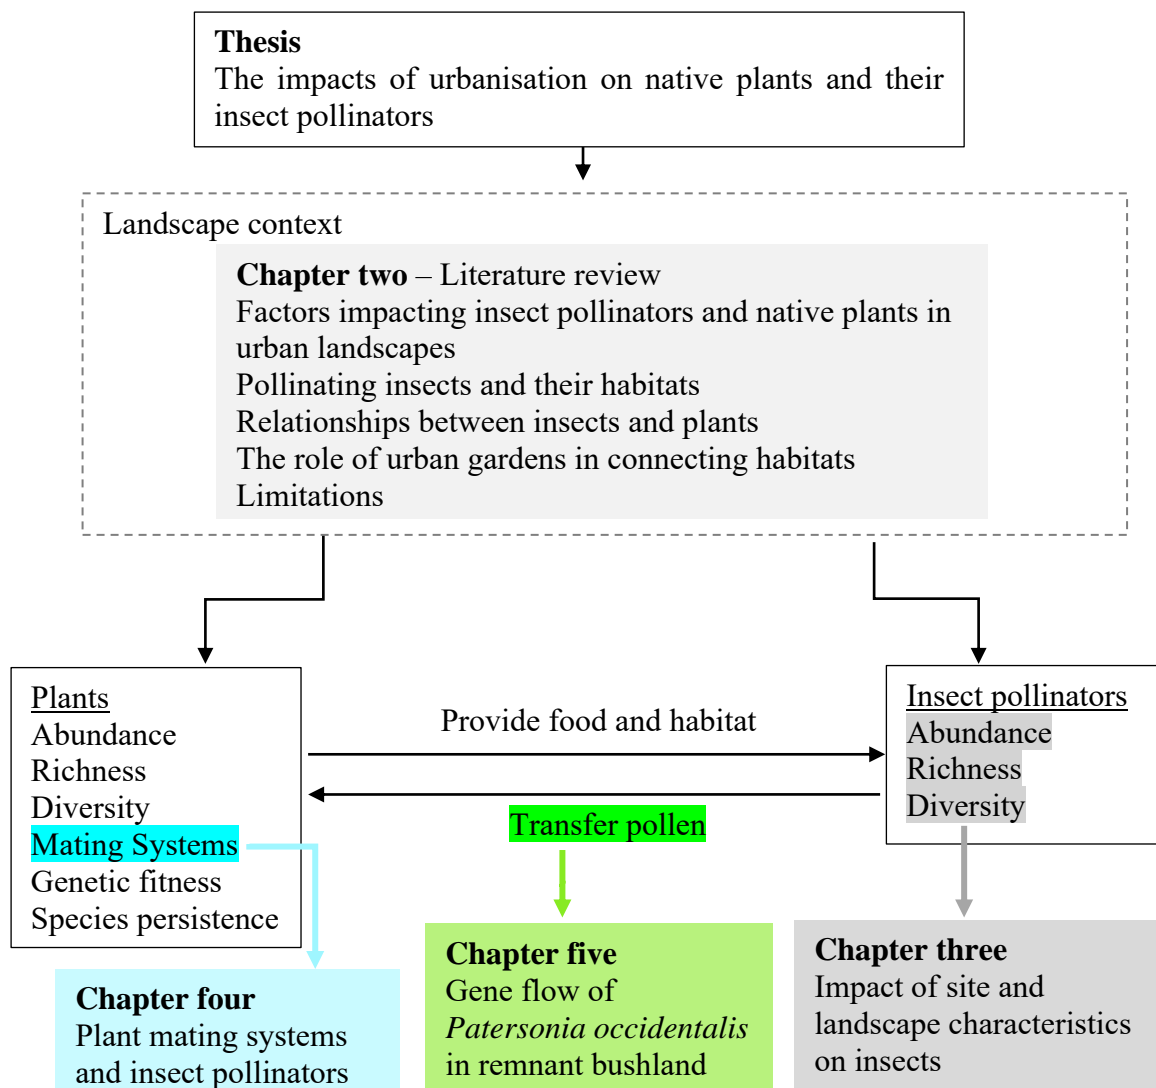 Thesis
The impacts of urbanisation on native plants and their
insect pollinators
Landscape context
Chapter two – Literature review
Factors impacting insect pollinators and native plants in
urban landscapes
Pollinating insects and their habitats
Relationships between insects and plants
The role of urban gardens in connecting habitats
Limitations
Plants
Abundance
Richness
Diversity
Mating Systems
Genetic fitness
Species persistence
Provide food and habitat
Transfer pollen
Insect pollinators
Abundance
Richness
Diversity
Chapter four
Plant mating systems
and insect pollinators
Chapter five
Gene flow of
Patersonia occidentalis
in remnant bushland
Chapter three
Impact of site and
landscape characteristics
on insects